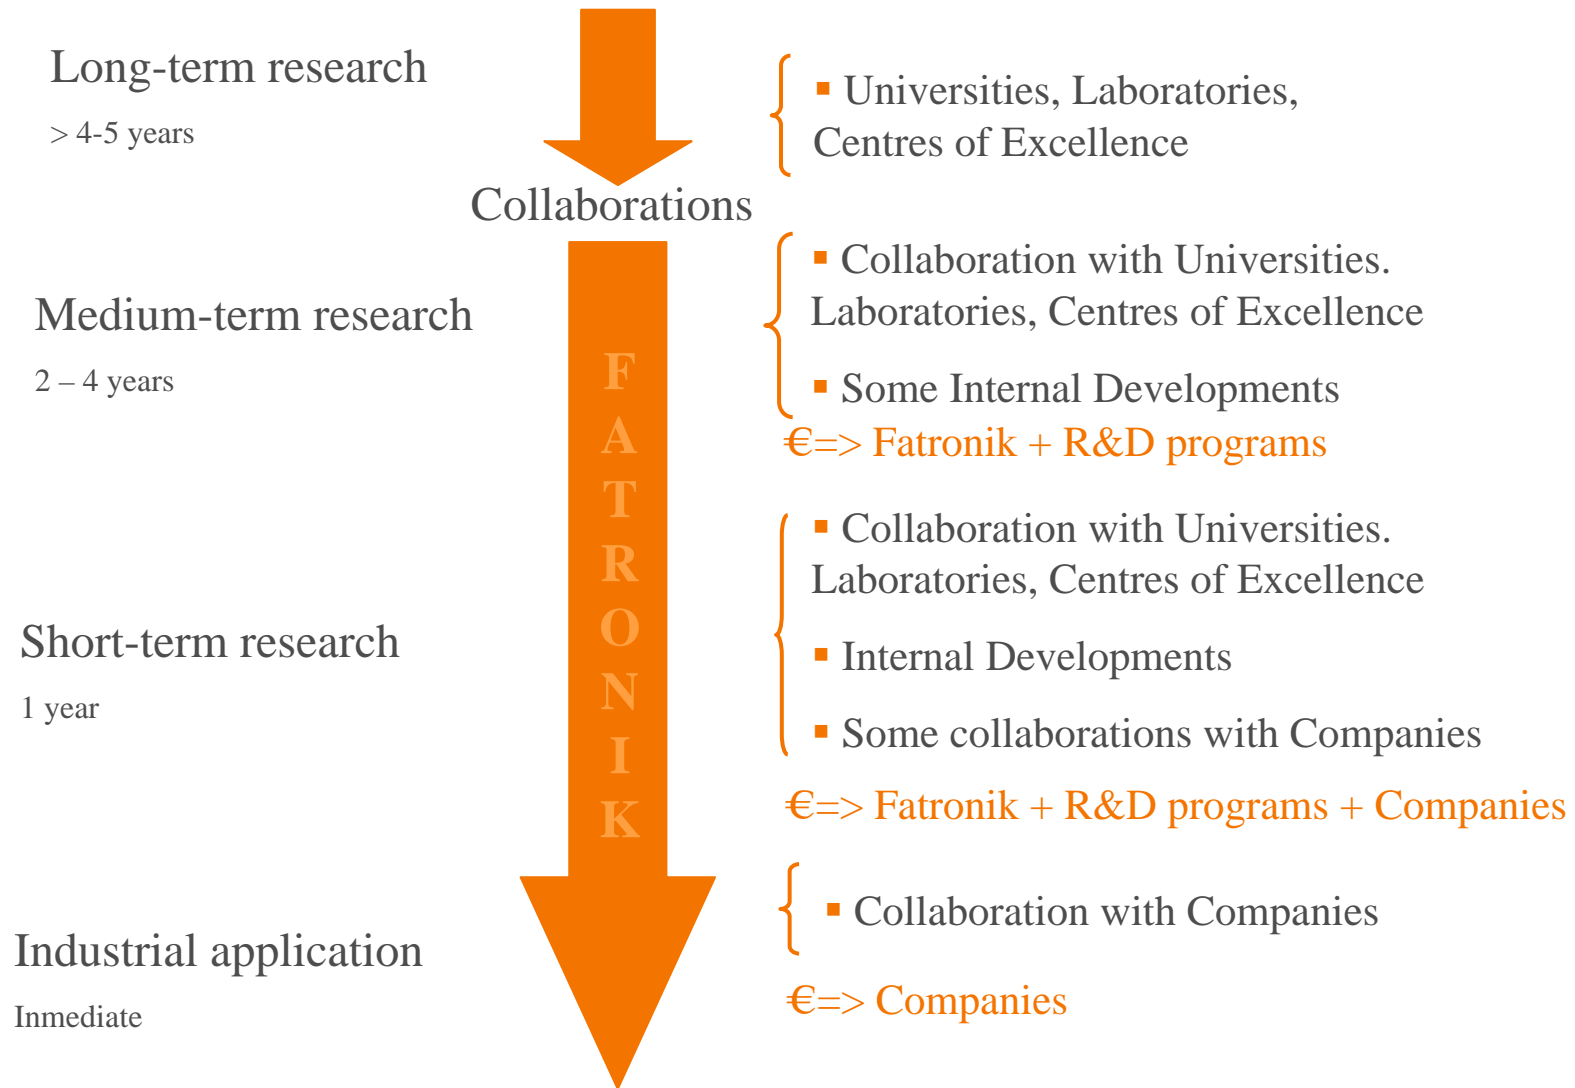 Long-term research
> 4-5 years
▪ Universities, Laboratories,
Centres of Excellence
Collaborations
Medium-term research
2 – 4 years
▪ Collaboration with Universities.
Laboratories, Centres of Excellence
▪ Some Internal Developments
€=> Fatronik + R&D programs
F
A
T
R
O
N
I
K
Short-term research
1 year
▪ Collaboration with Universities.
Laboratories, Centres of Excellence
▪ Internal Developments
▪ Some collaborations with Companies
€=> Fatronik + R&D programs + Companies
Industrial application
Inmediate
▪ Collaboration with Companies
€=> Companies